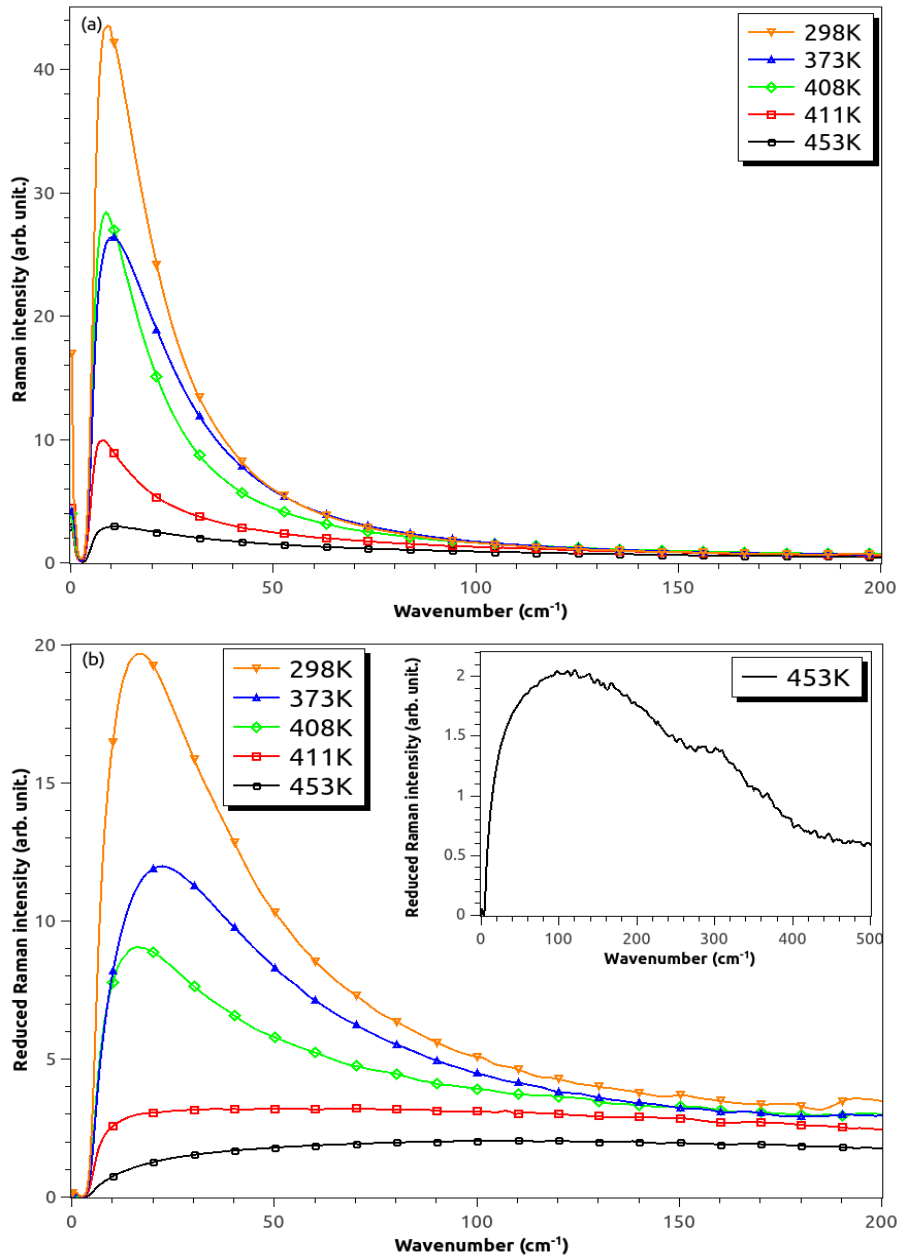 (a)
298K
373K
408K
411K
453K
Raman intensity (arb. unit.)
40
30
20
10
0
0 50 100 150 200
Wavenumber (cm⁻¹)
(b)
298K
373K
408K
411K
453K
Reduced Raman intensity (arb. unit.)
20
15
10
5
0
0 50 100 150 200
Wavenumber (cm⁻¹)
453K
Reduced Raman intensity (arb. unit.)
2
1.5
1
0.5
0
0 100 200 300 400 500
Wavenumber (cm⁻¹)